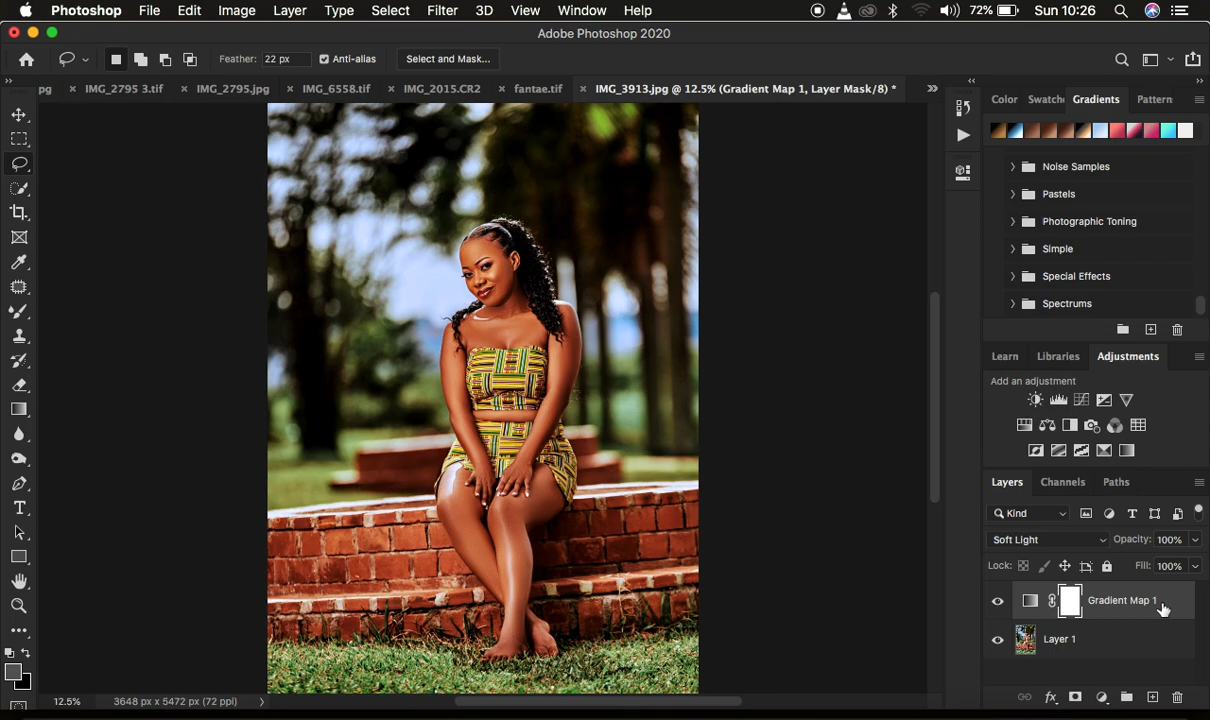 Photoshop File Edit Image Layer Type Select Filter 3D View Window Help 72% Sun 10:26
Adobe Photoshop 2020
Feather: 22 px Anti-alias Select and Mask...
pg × IMG_2795 3.tif × IMG_2795.jpg × IMG_6558.tif × IMG_2015.CR2 × fantae.tif × IMG_3913.jpg @ 12.5% (Gradient Map 1, Layer Mask/8) *
Color Swatche Gradients Pattern
Noise Samples
Pastels
Photographic Toning
Simple
Special Effects
Spectrums
Learn Libraries Adjustments
Add an adjustment
Layers Channels Paths
Kind
Soft Light Opacity: 100%
Lock: Fill: 100%
Gradient Map 1
Layer 1
12.5% 3648 px x 5472 px (72 ppi)